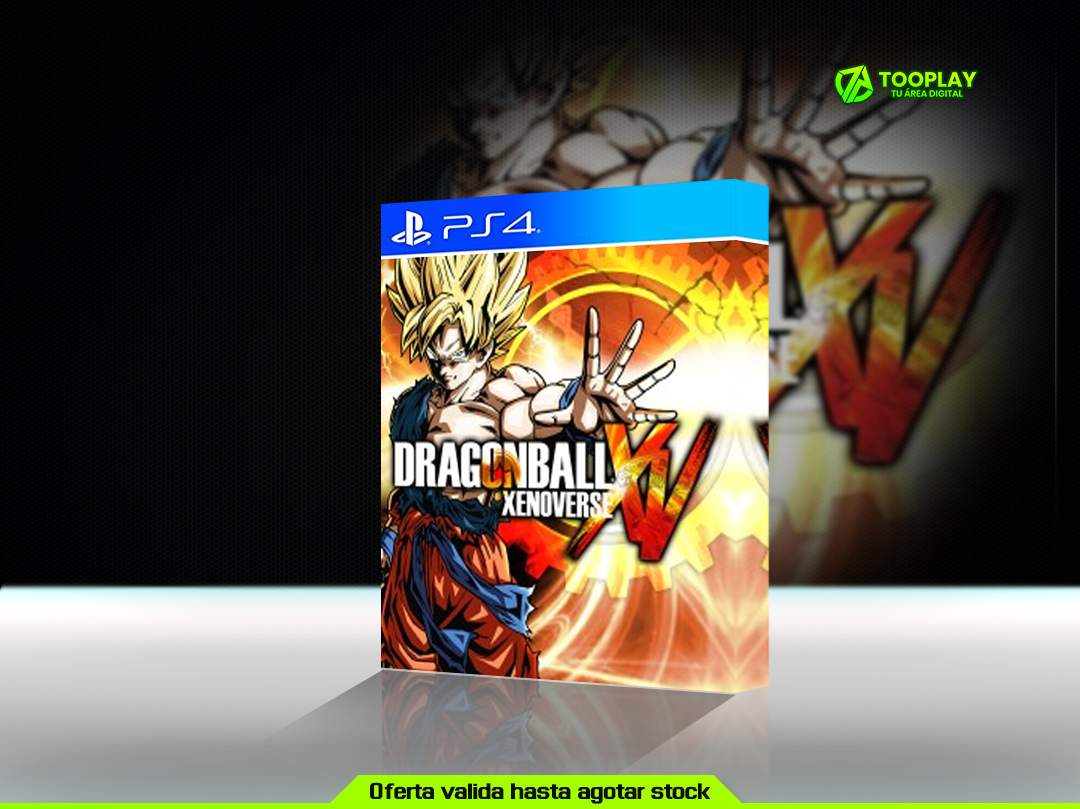 TOOPLAY
TU ÁREA DIGITAL
PS4
DRAGONBALL
XENOVERSE
XV
Oferta valida hasta agotar stock